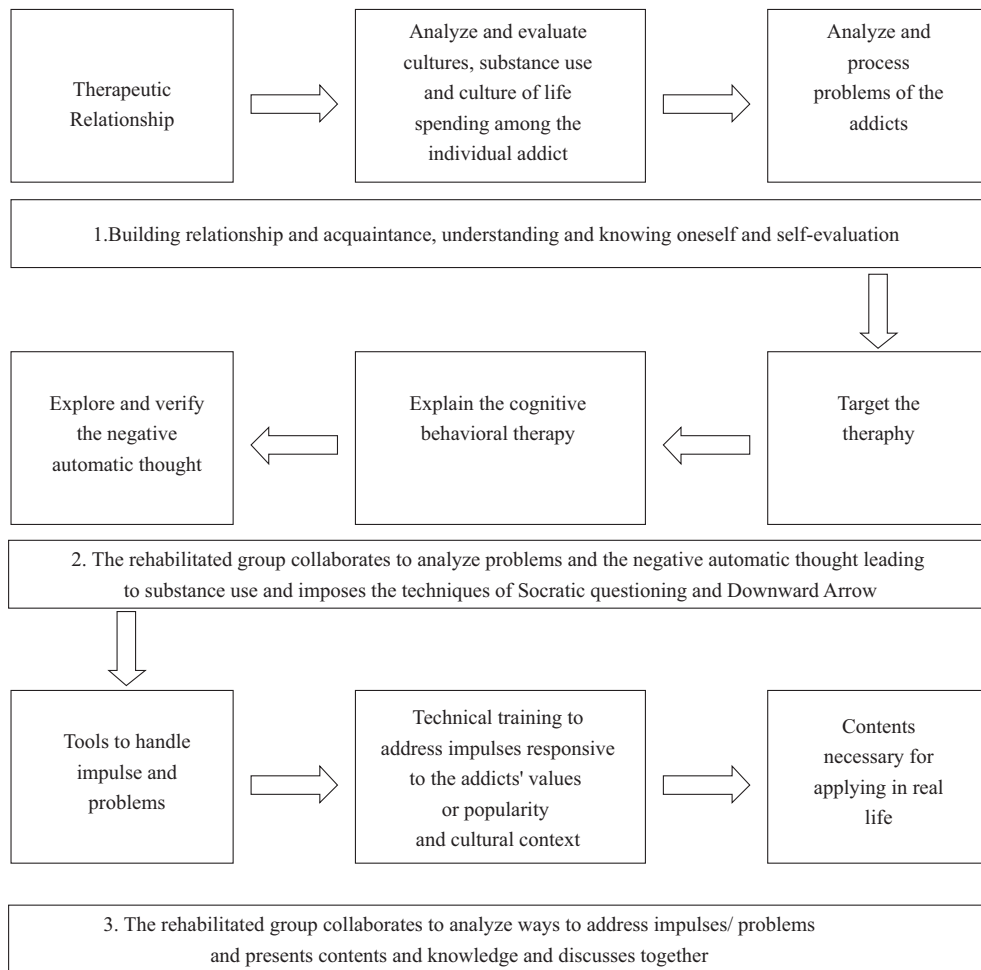 Therapeutic
Relationship
Analyze and evaluate
cultures, substance use
and culture of life
spending among the
individual addict
Analyze and
process
problems of the
addicts
1.Building relationship and acquaintance, understanding and knowing oneself and self-evaluation
Explore and verify
the negative
automatic thought
Explain the cognitive
behavioral therapy
Target the
theraphy
2. The rehabilitated group collaborates to analyze problems and the negative automatic thought leading
to substance use and imposes the techniques of Socratic questioning and Downward Arrow
Tools to handle
impulse and
problems
Technical training to
address impulses responsive
to the addicts' values
or popularity
and cultural context
Contents
necessary for
applying in real
life
3. The rehabilitated group collaborates to analyze ways to address impulses/ problems
and presents contents and knowledge and discusses together